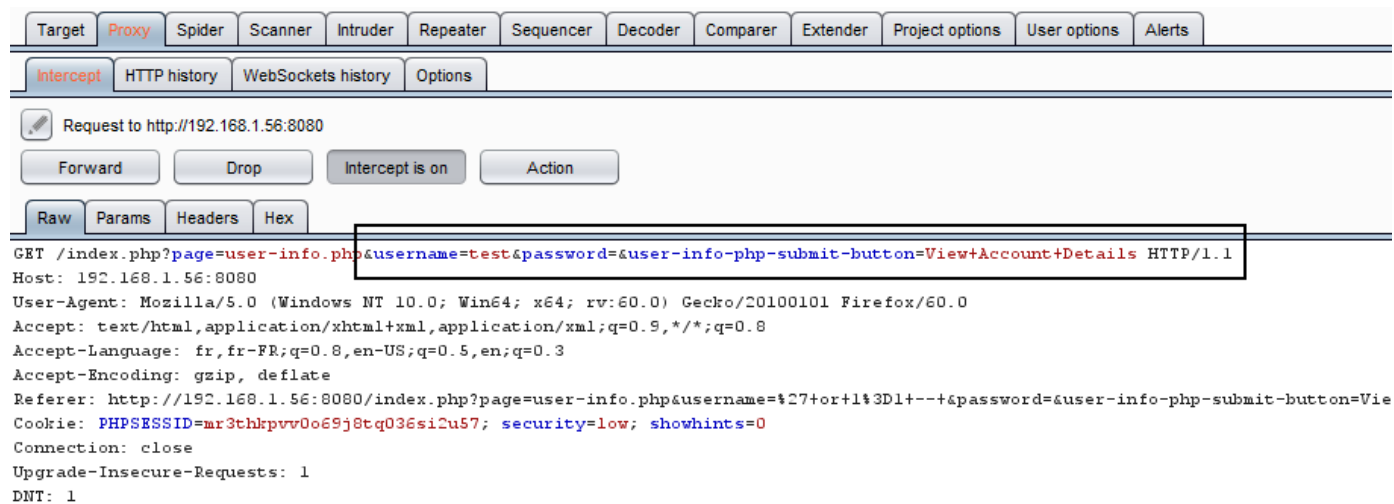 Target Proxy Spider Scanner Intruder Repeater Sequencer Decoder Comparer Extender Project options User options Alerts
Intercept HTTP history WebSockets history Options
Request to http://192.168.1.56:8080
Forward Drop Intercept is on Action
Raw Params Headers Hex
GET /index.php?page=user-info.php&username=test&password=&user-info-php-submit-button=View+Account+Details HTTP/1.1
Host: 192.168.1.56:8080
User-Agent: Mozilla/5.0 (Windows NT 10.0; Win64; x64; rv:60.0) Gecko/20100101 Firefox/60.0
Accept: text/html,application/xhtml+xml,application/xml;q=0.9,*/*;q=0.8
Accept-Language: fr,fr-FR;q=0.8,en-US;q=0.5,en;q=0.3
Accept-Encoding: gzip, deflate
Referer: http://192.168.1.56:8080/index.php?page=user-info.php&username=%27+or+1%3D1+--+&password=&user-info-php-submit-button=Vie
Cookie: PHPSESSID=mr3thkpvv0o69j8tq036si2u57; security=low; showhints=0
Connection: close
Upgrade-Insecure-Requests: 1
DNT: 1